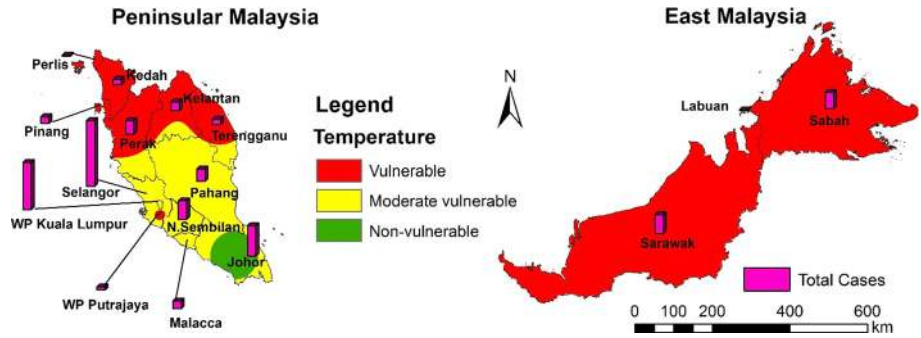 Peninsular Malaysia
East Malaysia
Perlis
Kedah
Kelantan
Pinang
Perak
Terengganu
Selangor
Pahang
WP Kuala Lumpur
N.Sembilan
Johor
WP Putrajaya
Malacca
Legend
Temperature
Vulnerable
Moderate vulnerable
Non-vulnerable
N
Labuan
Sabah
Sarawak
Total Cases
0 100 200 400 600
km